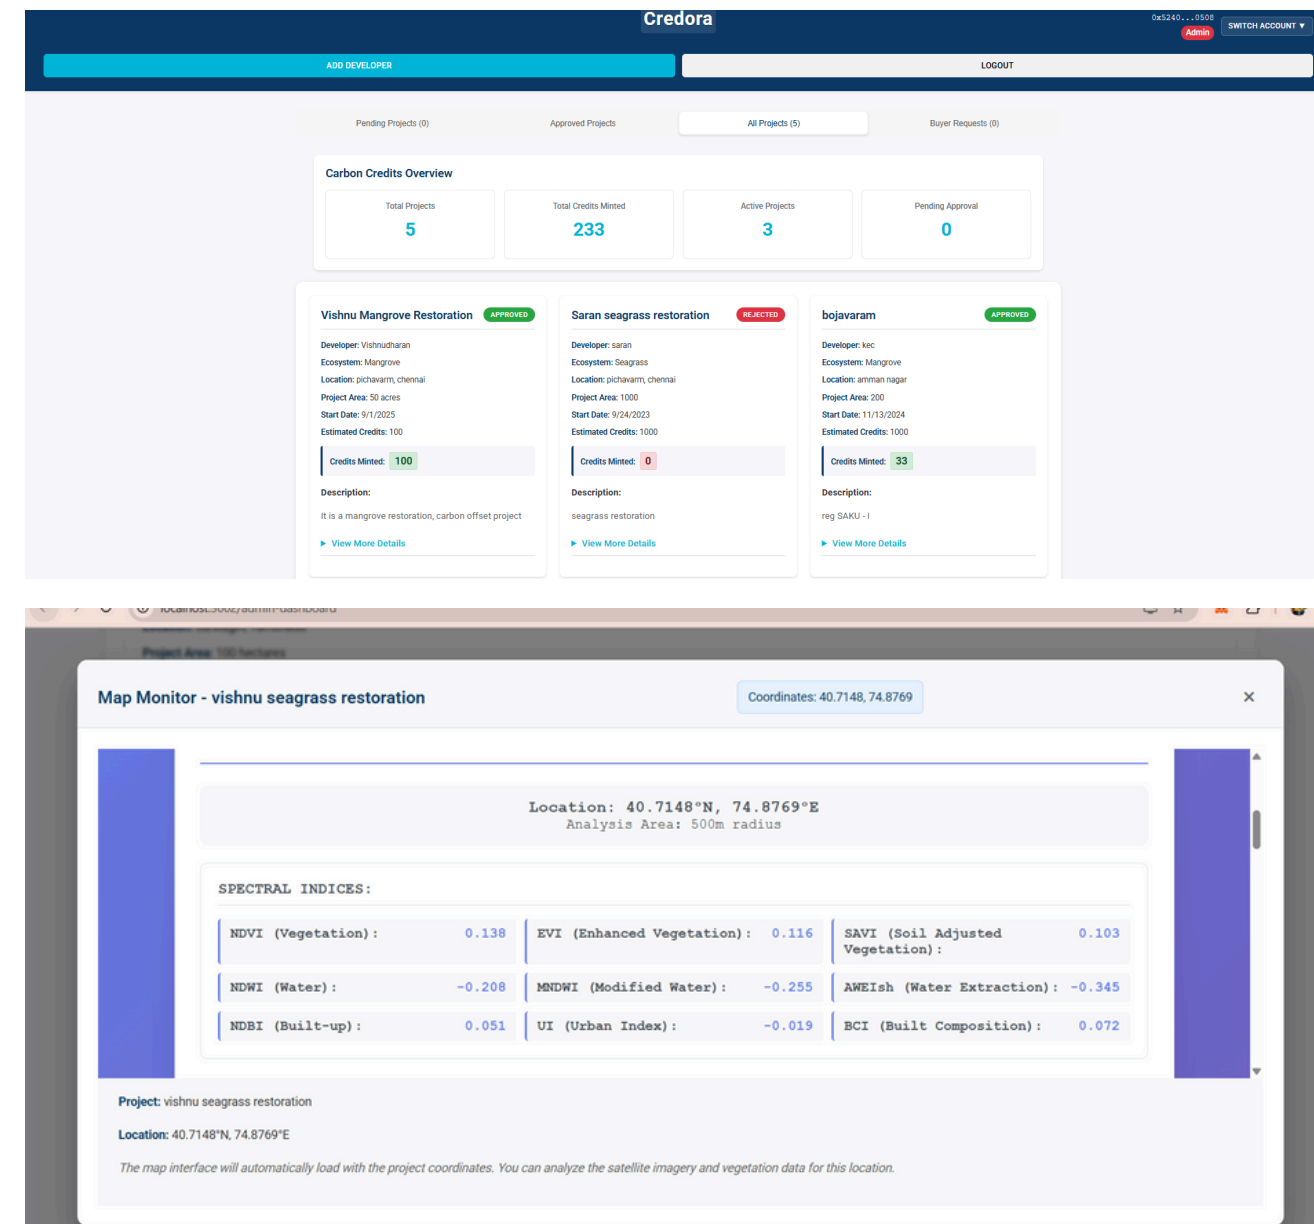 Credora
0x5240...0508
Admin
SWITCH ACCOUNT ▼
ADD DEVELOPER
LOGOUT
Pending Projects (0)
Approved Projects
All Projects (5)
Buyer Requests (0)
Carbon Credits Overview
Total Projects
5
Total Credits Minted
233
Active Projects
3
Pending Approval
0
Vishnu Mangrove Restoration
APPROVED
Developer: Vishnudharan
Ecosystem: Mangrove
Location: pichavarm, chennai
Project Area: 50 acres
Start Date: 9/1/2025
Estimated Credits: 100
Credits Minted: 100
Description:
It is a mangrove restoration, carbon offset project
► View More Details
Saran seagrass restoration
REJECTED
Developer: saran
Ecosystem: Seagrass
Location: pichavarm, chennai
Project Area: 1000
Start Date: 9/24/2023
Estimated Credits: 1000
Credits Minted: 0
Description:
seagrass restoration
► View More Details
bojavaram
APPROVED
Developer: kec
Ecosystem: Mangrove
Location: amman nagar
Project Area: 200
Start Date: 11/13/2024
Estimated Credits: 1000
Credits Minted: 33
Description:
reg SAKU - I
► View More Details
localhost:3002/admin-dashboard
Project Area: 100 hectares
Map Monitor - vishnu seagrass restoration
Coordinates: 40.7148, 74.8769
×
Location: 40.7148°N, 74.8769°E
Analysis Area: 500m radius
SPECTRAL INDICES:
NDVI (Vegetation): 0.138
EVI (Enhanced Vegetation): 0.116
SAVI (Soil Adjusted
Vegetation): 0.103
NDWI (Water): -0.208
MNDWI (Modified Water): -0.255
AWEIsh (Water Extraction): -0.345
NDBI (Built-up): 0.051
UI (Urban Index): -0.019
BCI (Built Composition): 0.072
Project: vishnu seagrass restoration
Location: 40.7148°N, 74.8769°E
The map interface will automatically load with the project coordinates. You can analyze the satellite imagery and vegetation data for this location.